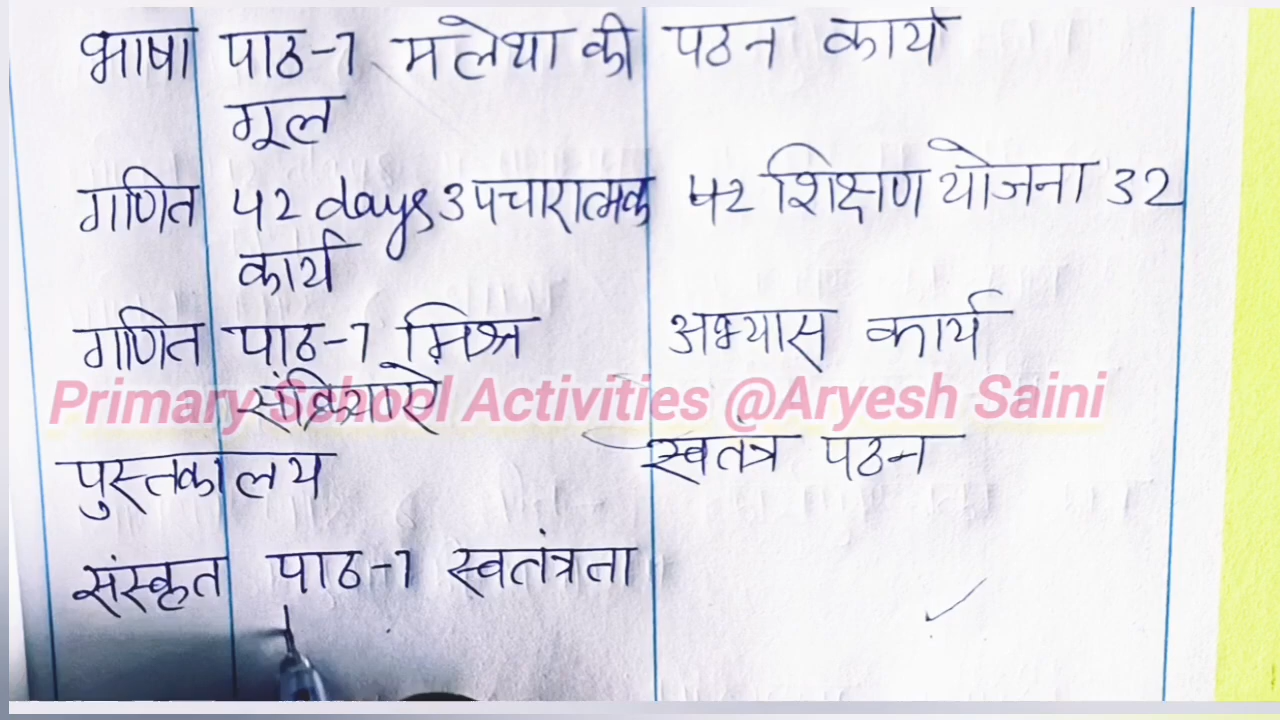 भाषा पाठ-1 मलेथा की पठन कार्य
गूल
गणित 42 days उपचारात्मक 42 शिक्षण योजना 32
कार्य
गणित पाठ-1 मिश्र अभ्यास कार्य
संक्रियाऐ
Primary School Activities @Aryesh Saini
पुस्तकालय स्वतंत्र पठन
संस्कृत पाठ-1 स्वतंत्रता